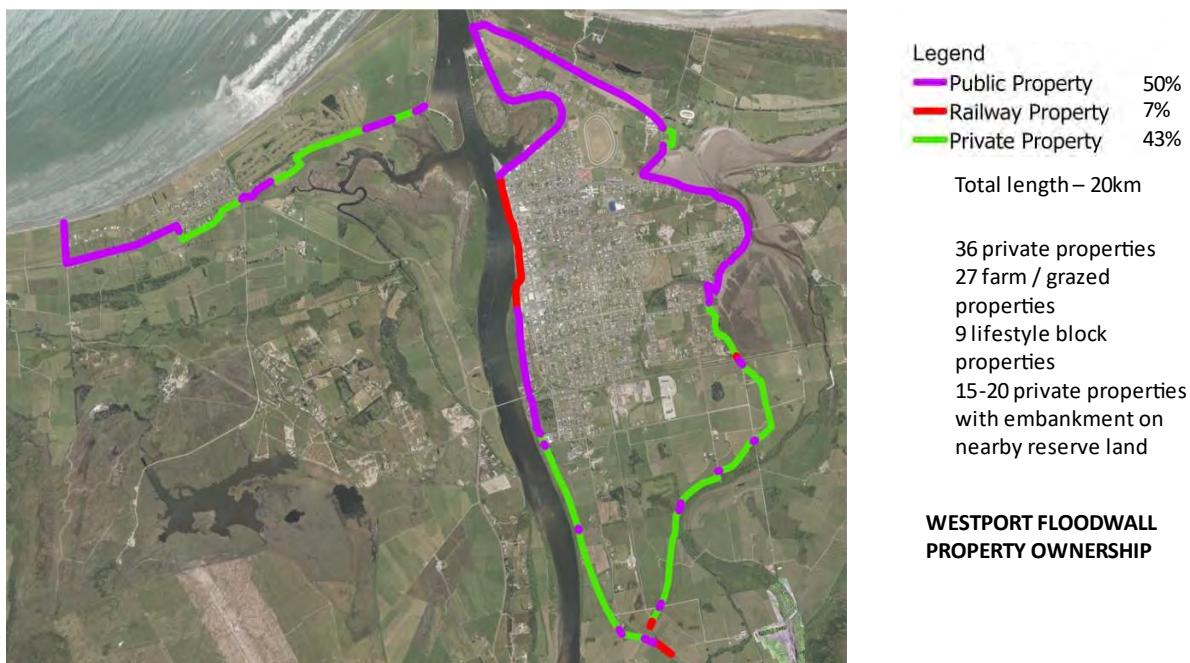 Legend
Public Property 50%
Railway Property 7%
Private Property 43%
Total length – 20km
36 private properties
27 farm / grazed
properties
9 lifestyle block
properties
15-20 private properties
with embankment on
nearby reserve land
WESTPORT FLOODWALL
PROPERTY OWNERSHIP